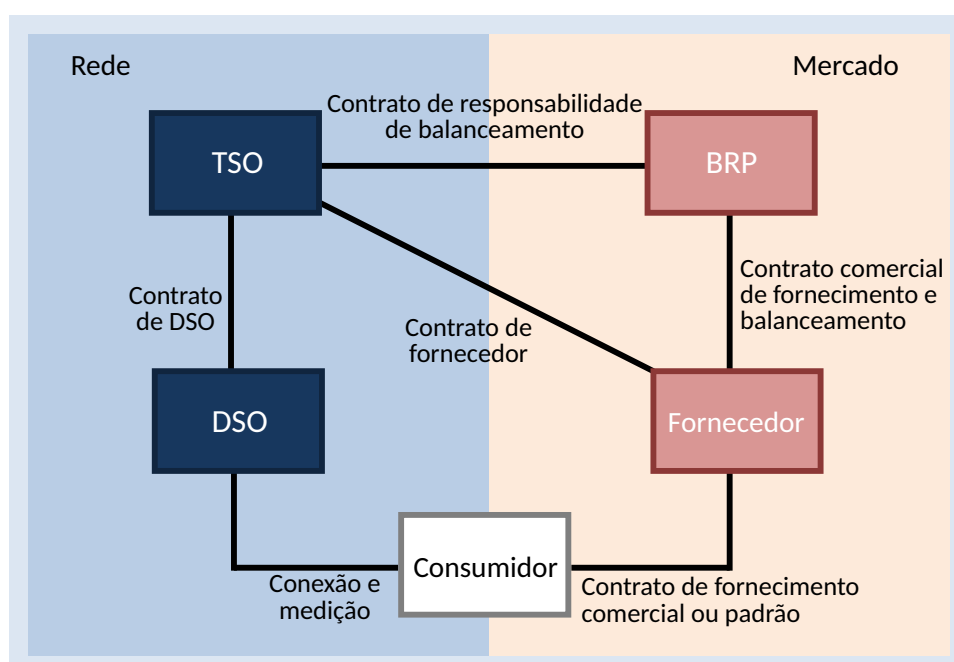 Rede
Mercado
Contrato de responsabilidade
de balanceamento
TSO
BRP
Contrato
de DSO
Contrato de
fornecedor
Contrato comercial
de fornecimento e
balanceamento
DSO
Fornecedor
Consumidor
Conexão e
medição
Contrato de fornecimento
comercial ou padrão